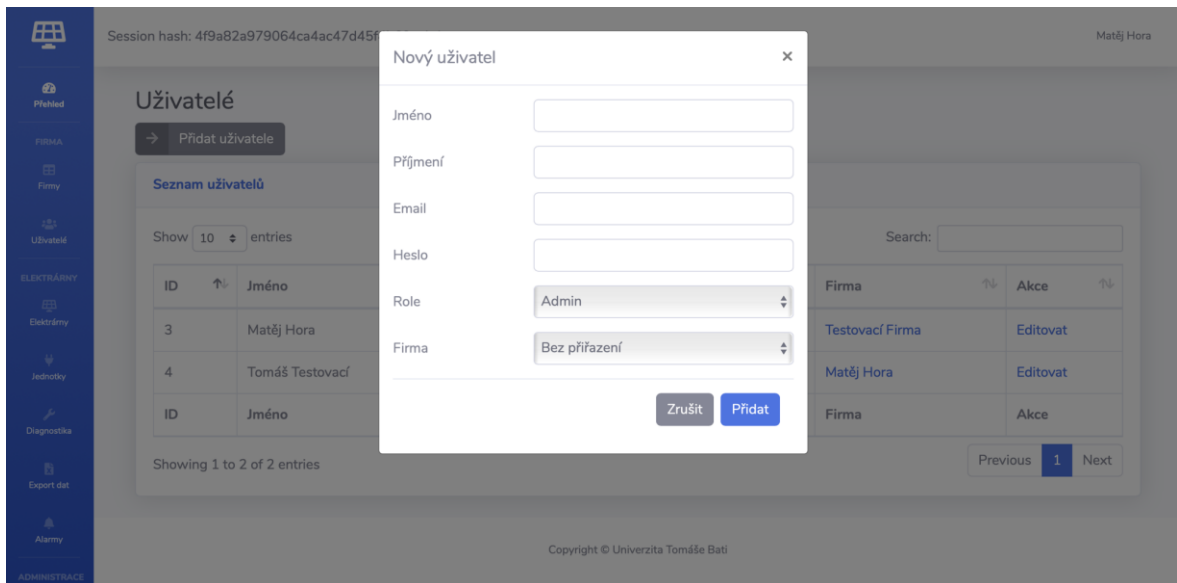 Session hash: 4f9a82a979064ca4ac47d45f
Matěj Hora
Přehled
FIRMA
Firmy
Uživatelé
ELEKTRÁRNY
Elektrárny
Jednotky
Diagnostika
Export dat
Alarmy
ADMINISTRACE
Uživatelé
Přidat uživatele
Seznam uživatelů
Show 10 entries
Search:
ID Jméno Firma Akce
3 Matěj Hora Testovací Firma Editovat
4 Tomáš Testovací Matěj Hora Editovat
ID Jméno Firma Akce
Showing 1 to 2 of 2 entries
Previous 1 Next
Copyright © Univerzita Tomáše Bati
Nový uživatel ×
Jméno
Příjmení
Email
Heslo
Role Admin
Firma Bez přiřazení
Zrušit Přidat